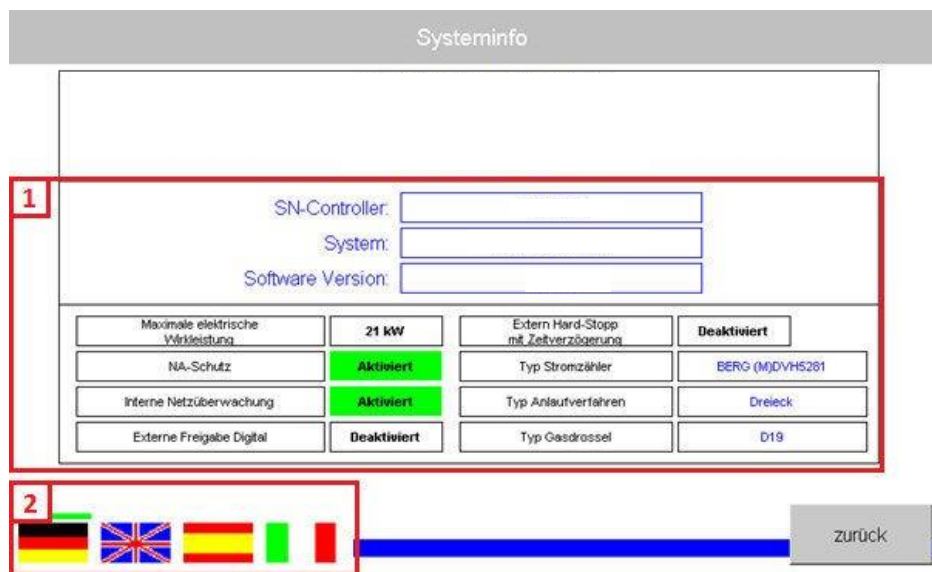 Systeminfo
1
SN-Controller:
System:
Software Version:
Maximale elektrische
Wirkleistung
21 kW
Extern Hard-Stopp
mit Zeitverzögerung
Deaktiviert
NA-Schutz
Aktiviert
Typ Stromzähler
BERG (M)DVH5281
Interne Netzüberwachung
Aktiviert
Typ Anlaufverfahren
Dreieck
Externe Freigabe Digital
Deaktiviert
Typ Gasdrossel
D19
2
zurück